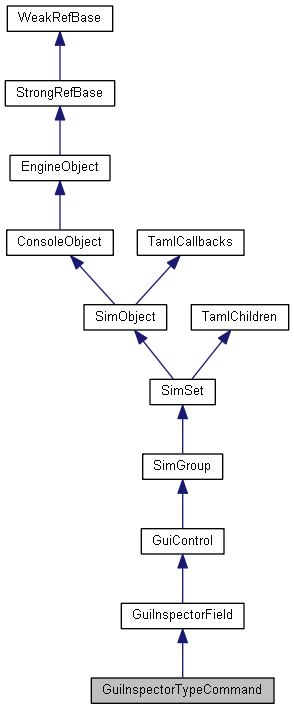 WeakRefBase
StrongRefBase
EngineObject
ConsoleObject
TamlCallbacks
SimObject
TamlChildren
SimSet
SimGroup
GuiControl
GuiInspectorField
GuiInspectorTypeCommand